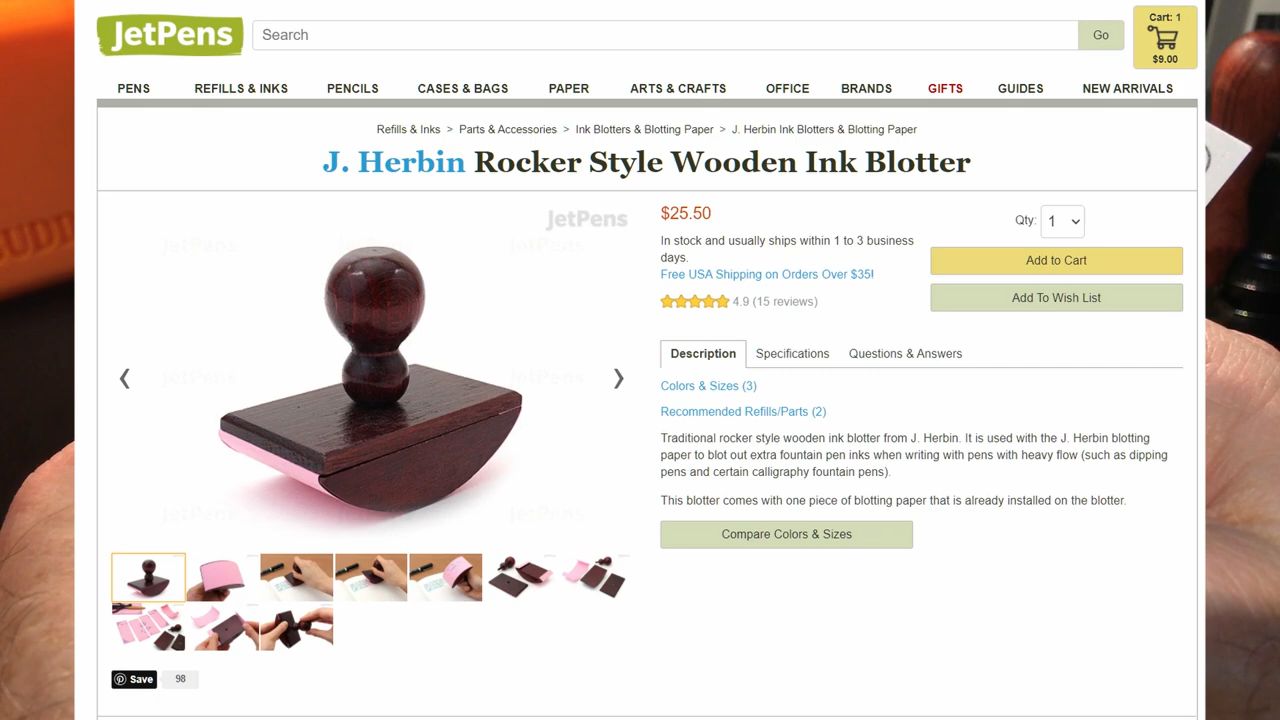 JetPens
Search
Go
Cart: 1
$9.00
PENS REFILLS & INKS PENCILS CASES & BAGS PAPER ARTS & CRAFTS OFFICE BRANDS GIFTS GUIDES NEW ARRIVALS
Refills & Inks > Parts & Accessories > Ink Blotters & Blotting Paper > J. Herbin Ink Blotters & Blotting Paper
J. Herbin Rocker Style Wooden Ink Blotter
JetPens
JetPens JetPens JetPens
JetPens JetPens
JetPens JetPens
$25.50
Qty: 1
In stock and usually ships within 1 to 3 business
days.
Free USA Shipping on Orders Over $35!
4.9 (15 reviews)
Add to Cart
Add To Wish List
Description Specifications Questions & Answers
Colors & Sizes (3)
Recommended Refills/Parts (2)
Traditional rocker style wooden ink blotter from J. Herbin. It is used with the J. Herbin blotting
paper to blot out extra fountain pen inks when writing with pens with heavy flow (such as dipping
pens and certain calligraphy fountain pens).
This blotter comes with one piece of blotting paper that is already installed on the blotter.
Compare Colors & Sizes
Save 98